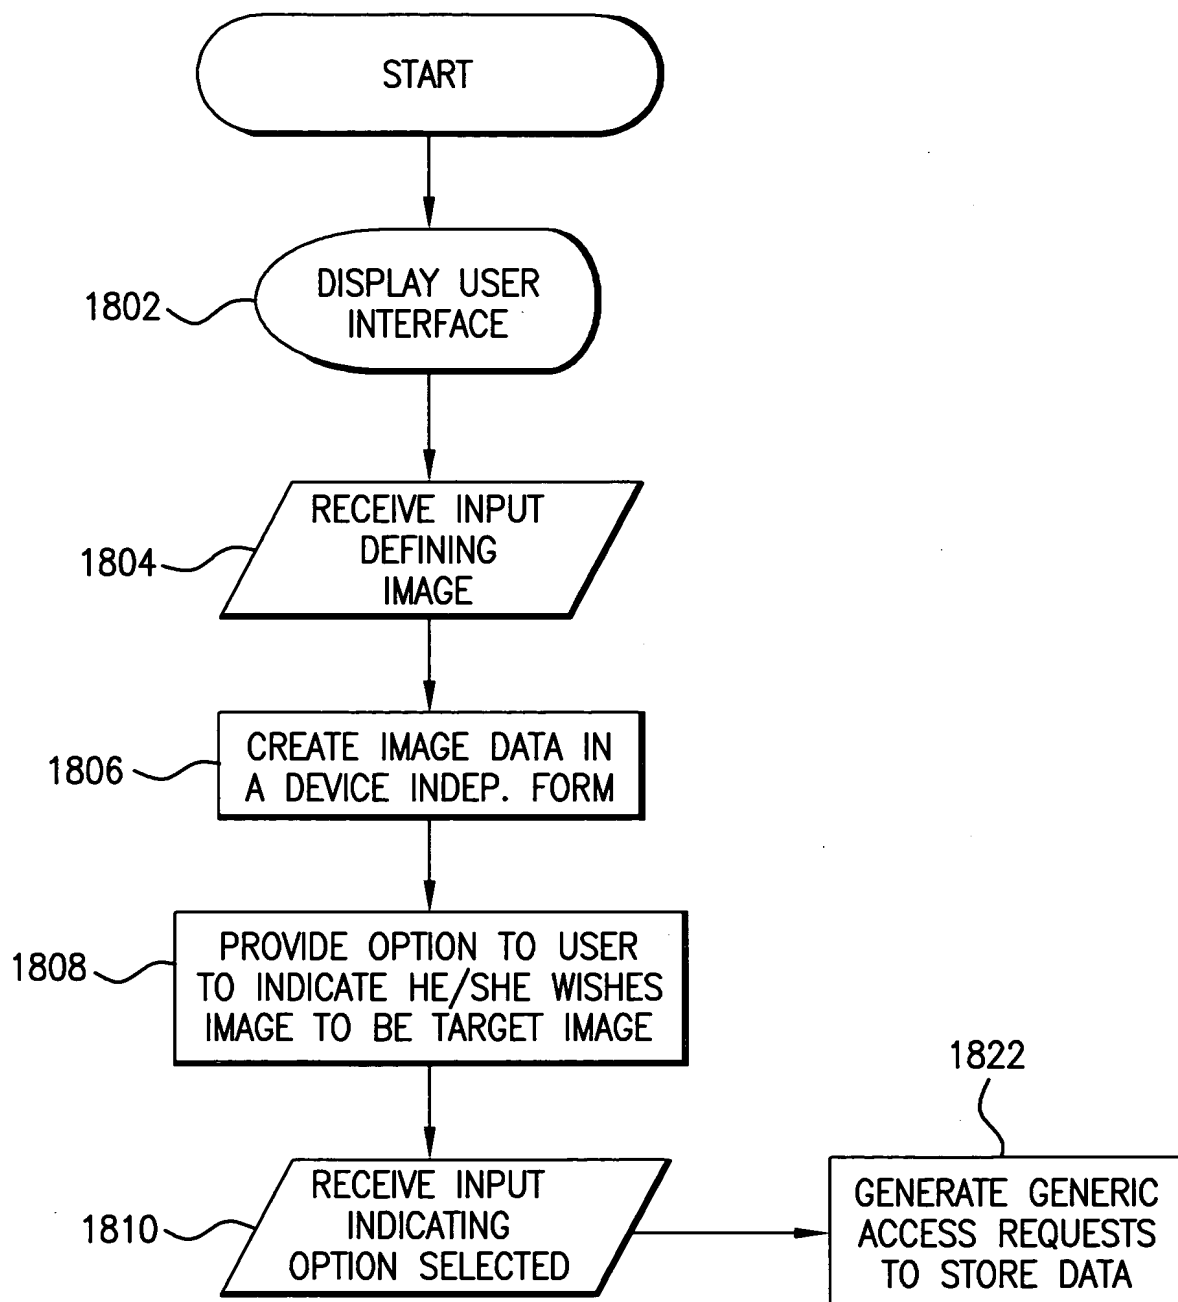 START
1802
DISPLAY USER
INTERFACE
1804
RECEIVE INPUT
DEFINING
IMAGE
1806
CREATE IMAGE DATA IN
A DEVICE INDEP. FORM
1808
PROVIDE OPTION TO USER
TO INDICATE HE/SHE WISHES
IMAGE TO BE TARGET IMAGE
1810
RECEIVE INPUT
INDICATING
OPTION SELECTED
1822
GENERATE GENERIC
ACCESS REQUESTS
TO STORE DATA